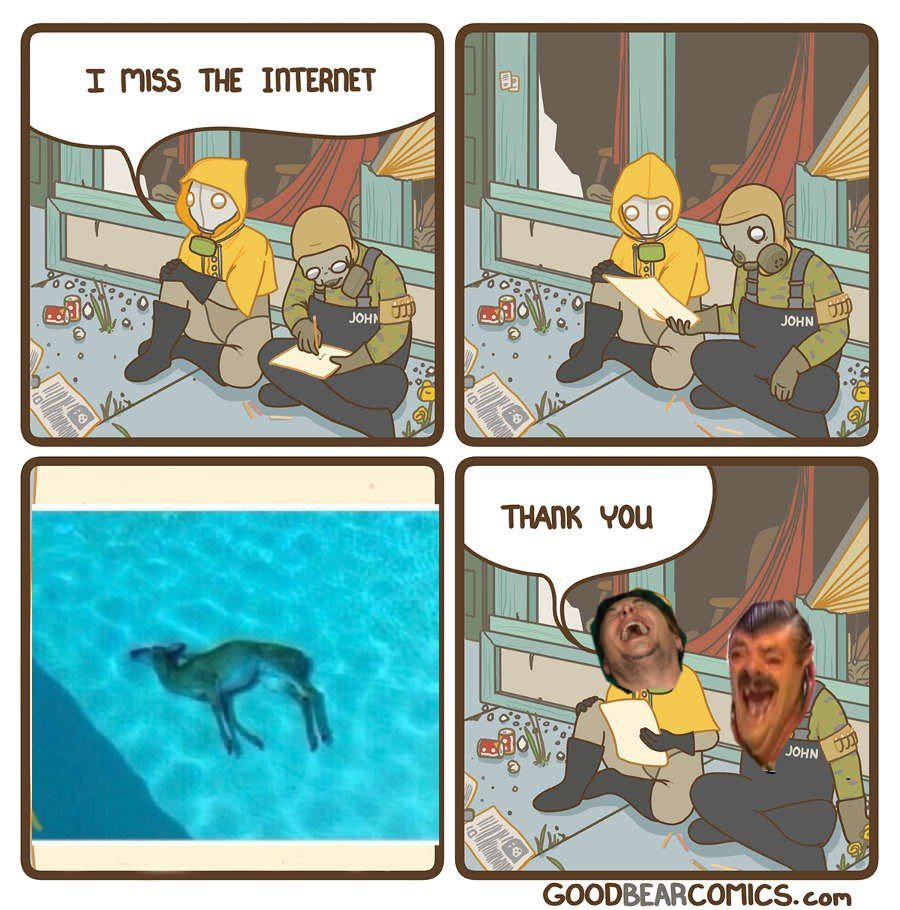 I MISS THE INTERNET
JOHN
JOHN
THANK YOU
JOHN
GOODBEARCOMICS.com